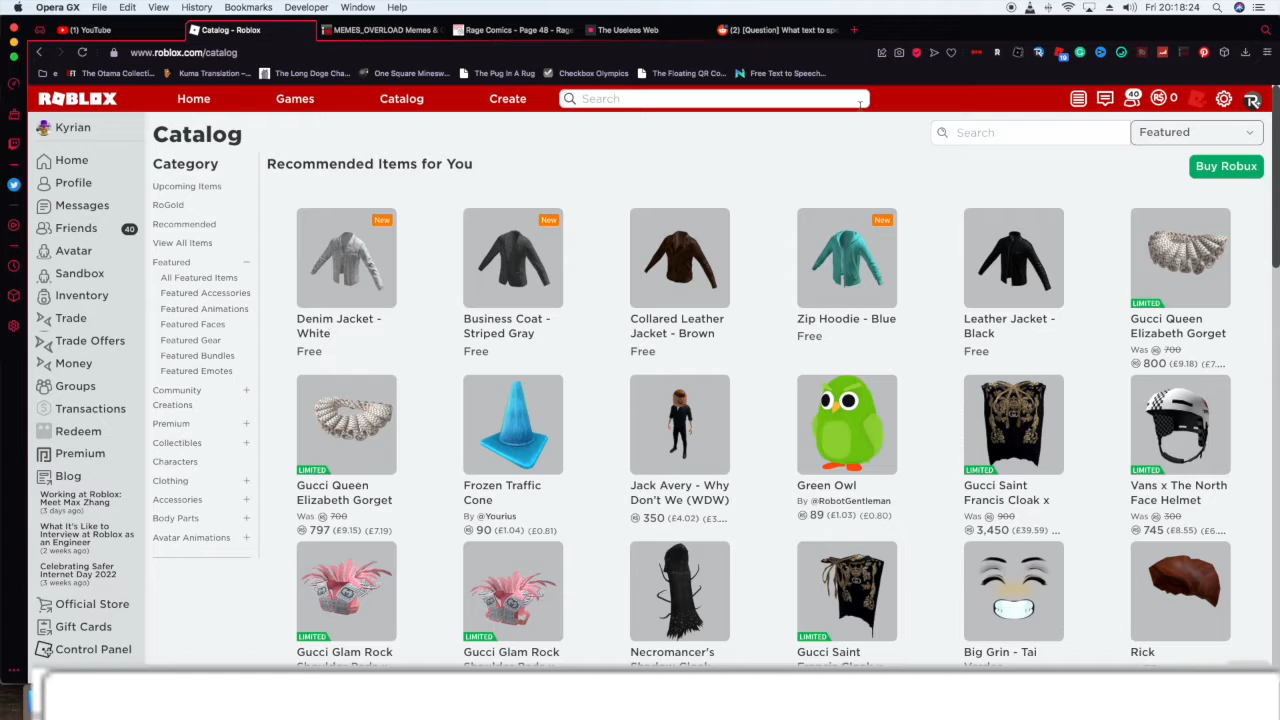 Opera GX File Edit View History Bookmarks Developer Window Help Fri 20:18:24
(1) YouTube Catalog - Roblox MEMES_OVERLOAD Memes & C Rage Comics - Page 48 - Rage The Useless Web (12) [Question] What text to spe
www.roblox.com/catalog
e The Otama Collecti... Kuma Translation –... The Long Doge Cha... One Square Minesw... The Pug In A Rug Checkbox Olympics The Floating QR Co... Free Text to Speech...
ROBLOX Home Games Catalog Create Search 40 0
Kyrian
Home
Profile
Messages
Friends 40
Avatar
Sandbox
Inventory
Trade
Trade Offers
Money
Groups
Transactions
Redeem
Premium
Blog
Working at Roblox:
Meet Max Zhang
(3 days ago)
What It's Like to
Interview at Roblox as
an Engineer
(2 weeks ago)
Celebrating Safer
Internet Day 2022
(3 weeks ago)
Official Store
Gift Cards
Control Panel
Catalog
Search Featured
Buy Robux
Category
Upcoming Items
RoGold
Recommended
View All Items
Featured −
All Featured Items
Featured Accessories
Featured Animations
Featured Faces
Featured Gear
Featured Bundles
Featured Emotes
Community +
Creations
Premium +
Collectibles +
Characters
Clothing +
Accessories +
Body Parts +
Avatar Animations +
Recommended Items for You
New
Denim Jacket -
White
Free
New
Business Coat -
Striped Gray
Free
Collared Leather
Jacket - Brown
Free
New
Zip Hoodie - Blue
Free
Leather Jacket -
Black
Free
LIMITED
Gucci Queen
Elizabeth Gorget
Was 700
800 (£9.18) (£7....
LIMITED
Gucci Queen
Elizabeth Gorget
Was 700
797 (£9.15) (£7.19)
Frozen Traffic
Cone
By @Yourius
90 (£1.04) (£0.81)
Jack Avery - Why
Don't We (WDW)
350 (£4.02) (£3....
Green Owl
By @RobotGentleman
89 (£1.03) (£0.80)
LIMITED
Gucci Saint
Francis Cloak x
Was 900
3,450 (£39.59) ...
LIMITED
Vans x The North
Face Helmet
Was 300
745 (£8.55) (£6....
LIMITED
Gucci Glam Rock
LIMITED
Gucci Glam Rock
Necromancer's
LIMITED
Gucci Saint
Big Grin - Tai
Rick